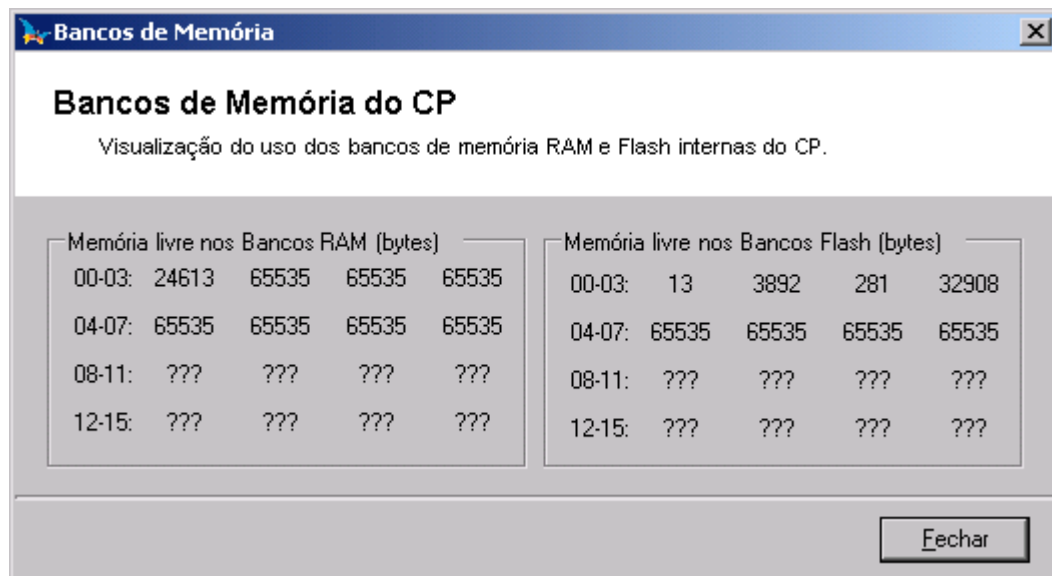 Bancos de Memória
Bancos de Memória do CP
Visualização do uso dos bancos de memória RAM e Flash internas do CP.
Memória livre nos Bancos RAM (bytes)
00-03: 24613 65535 65535 65535
04-07: 65535 65535 65535 65535
08-11: ??? ??? ??? ???
12-15: ??? ??? ??? ???
Memória livre nos Bancos Flash (bytes)
00-03: 13 3892 281 32908
04-07: 65535 65535 65535 65535
08-11: ??? ??? ??? ???
12-15: ??? ??? ??? ???
Fechar